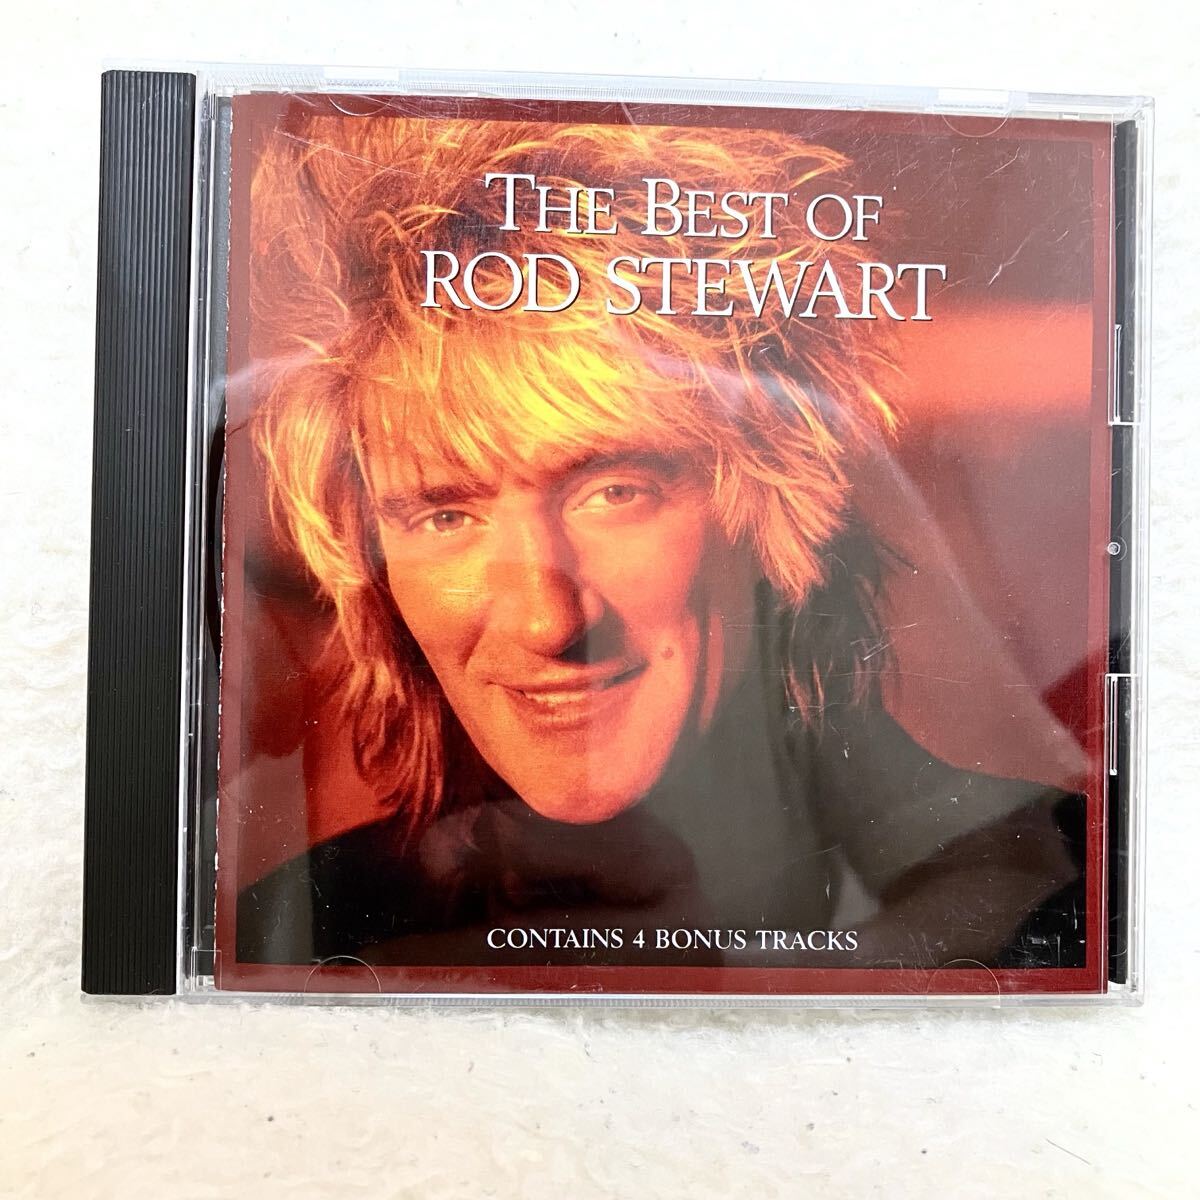 THE BEST OF
ROD STEWART
CONTAINS 4 BONUS TRACKS